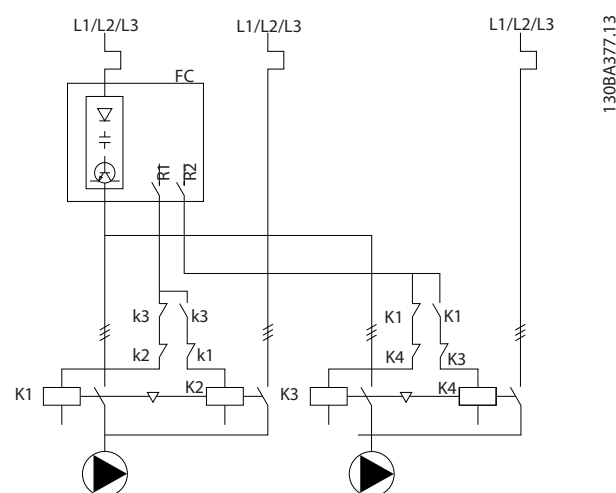 L1/L2/L3
L1/L2/L3
L1/L2/L3
130BA377.13
FC
R1
R2
k3
k3
K1
K1
k2
k1
K4
K3
K1
K2
K3
K4